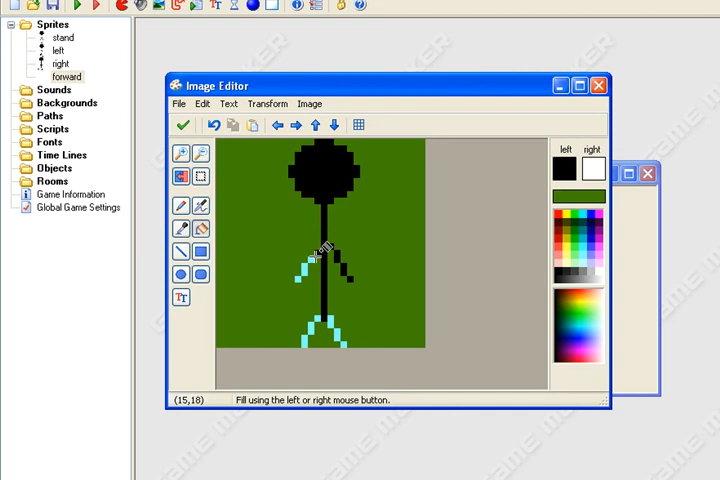 Sprites
stand
left
right
forward
Sounds
Backgrounds
Paths
Scripts
Fonts
Time Lines
Objects
Rooms
Game Information
Global Game Settings
Image Editor
File Edit Text Transform Image
left right
(15,18) Fill using the left or right mouse button.
GAME MAKER